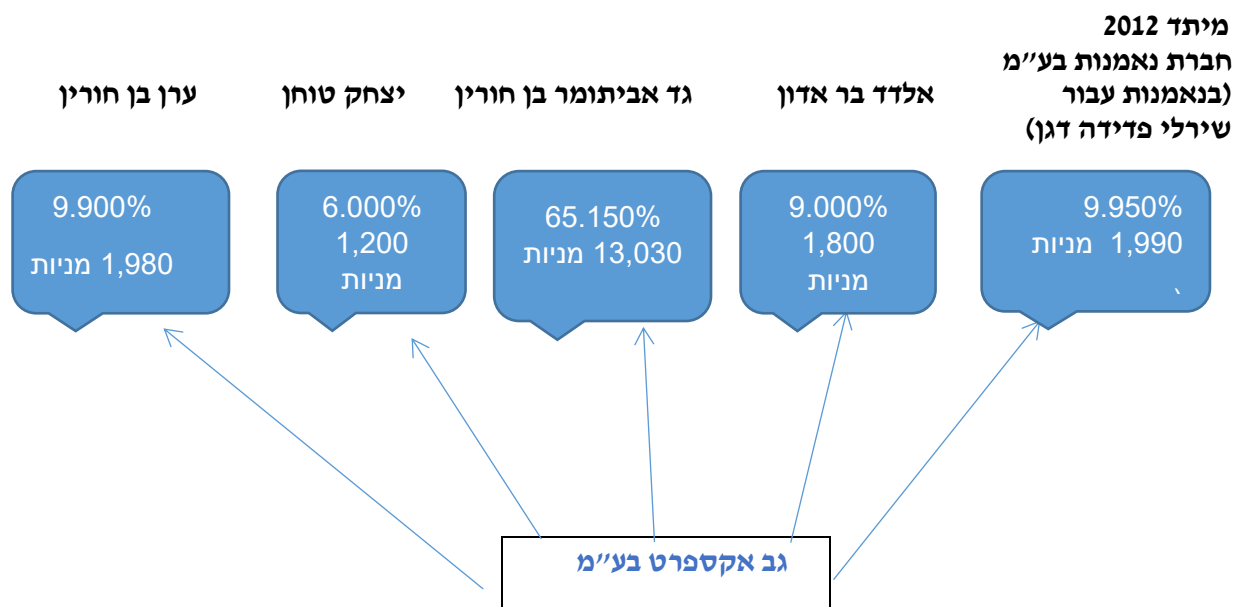 מיתד 2012
חברת נאמנות בע״מ
(בנאמנות עבור
שירלי פדידה דגן)
אלדד בר אדון
גד אביתומר בן חורין
יצחק טוחן
ערן בן חורין
9.950%
1,990 מניות
9.000%
1,800
מניות
65.150%
13,030 מניות
6.000%
1,200
מניות
9.900%
1,980 מניות
גב אקספרט בע״מ